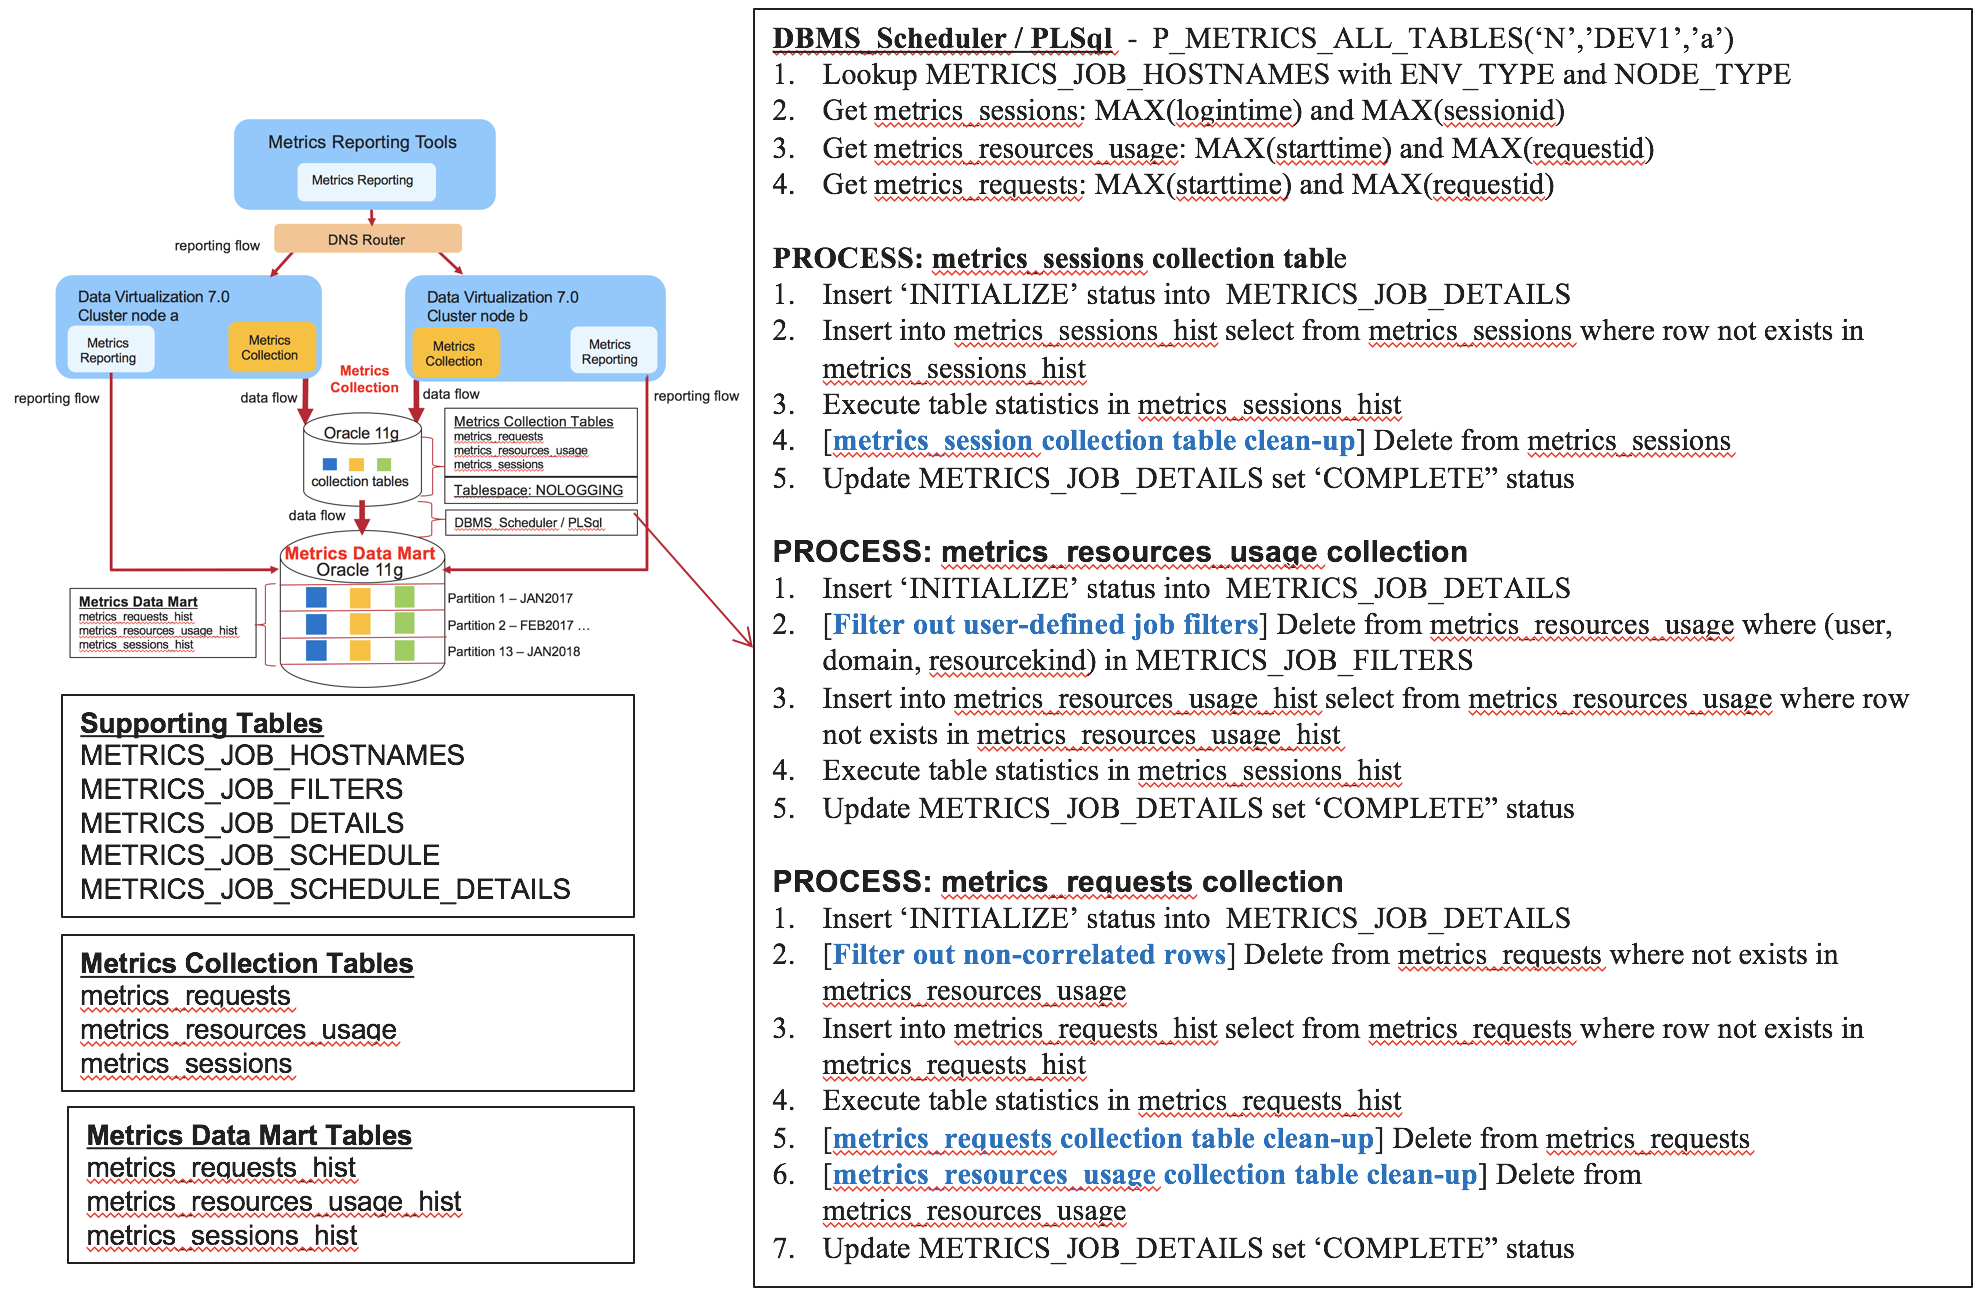 Metrics Reporting Tools
Metrics Reporting
DNS Router
reporting flow
Data Virtualization 7.0
Cluster node a
Metrics
Reporting
Metrics
Collection
Data Virtualization 7.0
Cluster node b
Metrics
Collection
Metrics
Reporting
Metrics
Collection
reporting flow
data flow
data flow
reporting flow
Oracle 11g
collection tables
Metrics Collection Tables
metrics_requests
metrics_resources_usage
metrics_sessions
Tablespace: NOLOGGING
data flow
DBMS_Scheduler / PLSql
Metrics Data Mart
Oracle 11g
Partition 1 – JAN2017
Partition 2 – FEB2017 ...
Partition 13 – JAN2018
Metrics Data Mart
metrics_requests_hist
metrics_resources_usage_hist
metrics_sessions_hist
Supporting Tables
METRICS_JOB_HOSTNAMES
METRICS_JOB_FILTERS
METRICS_JOB_DETAILS
METRICS_JOB_SCHEDULE
METRICS_JOB_SCHEDULE_DETAILS
Metrics Collection Tables
metrics_requests
metrics_resources_usage
metrics_sessions
Metrics Data Mart Tables
metrics_requests_hist
metrics_resources_usage_hist
metrics_sessions_hist
DBMS_Scheduler / PLSql - P_METRICS_ALL_TABLES(‘N’,’DEV1’,’a’)
1. Lookup METRICS_JOB_HOSTNAMES with ENV_TYPE and NODE_TYPE
2. Get metrics_sessions: MAX(logintime) and MAX(sessionid)
3. Get metrics_resources_usage: MAX(starttime) and MAX(requestid)
4. Get metrics_requests: MAX(starttime) and MAX(requestid)
PROCESS: metrics_sessions collection table
1. Insert ‘INITIALIZE’ status into METRICS_JOB_DETAILS
2. Insert into metrics_sessions_hist select from metrics_sessions where row not exists in
metrics_sessions_hist
3. Execute table statistics in metrics_sessions_hist
4. [metrics_session collection table clean-up] Delete from metrics_sessions
5. Update METRICS_JOB_DETAILS set ‘COMPLETE” status
PROCESS: metrics_resources_usage collection
1. Insert ‘INITIALIZE’ status into METRICS_JOB_DETAILS
2. [Filter out user-defined job filters] Delete from metrics_resources_usage where (user,
domain, resourcekind) in METRICS_JOB_FILTERS
3. Insert into metrics_resources_usage_hist select from metrics_resources_usage where row
not exists in metrics_resources_usage_hist
4. Execute table statistics in metrics_sessions_hist
5. Update METRICS_JOB_DETAILS set ‘COMPLETE” status
PROCESS: metrics_requests collection
1. Insert ‘INITIALIZE’ status into METRICS_JOB_DETAILS
2. [Filter out non-correlated rows] Delete from metrics_requests where not exists in
metrics_resources_usage
3. Insert into metrics_requests_hist select from metrics_requests where row not exists in
metrics_requests_hist
4. Execute table statistics in metrics_requests_hist
5. [metrics_requests collection table clean-up] Delete from metrics_requests
6. [metrics_resources_usage collection table clean-up] Delete from
metrics_resources_usage
7. Update METRICS_JOB_DETAILS set ‘COMPLETE” status